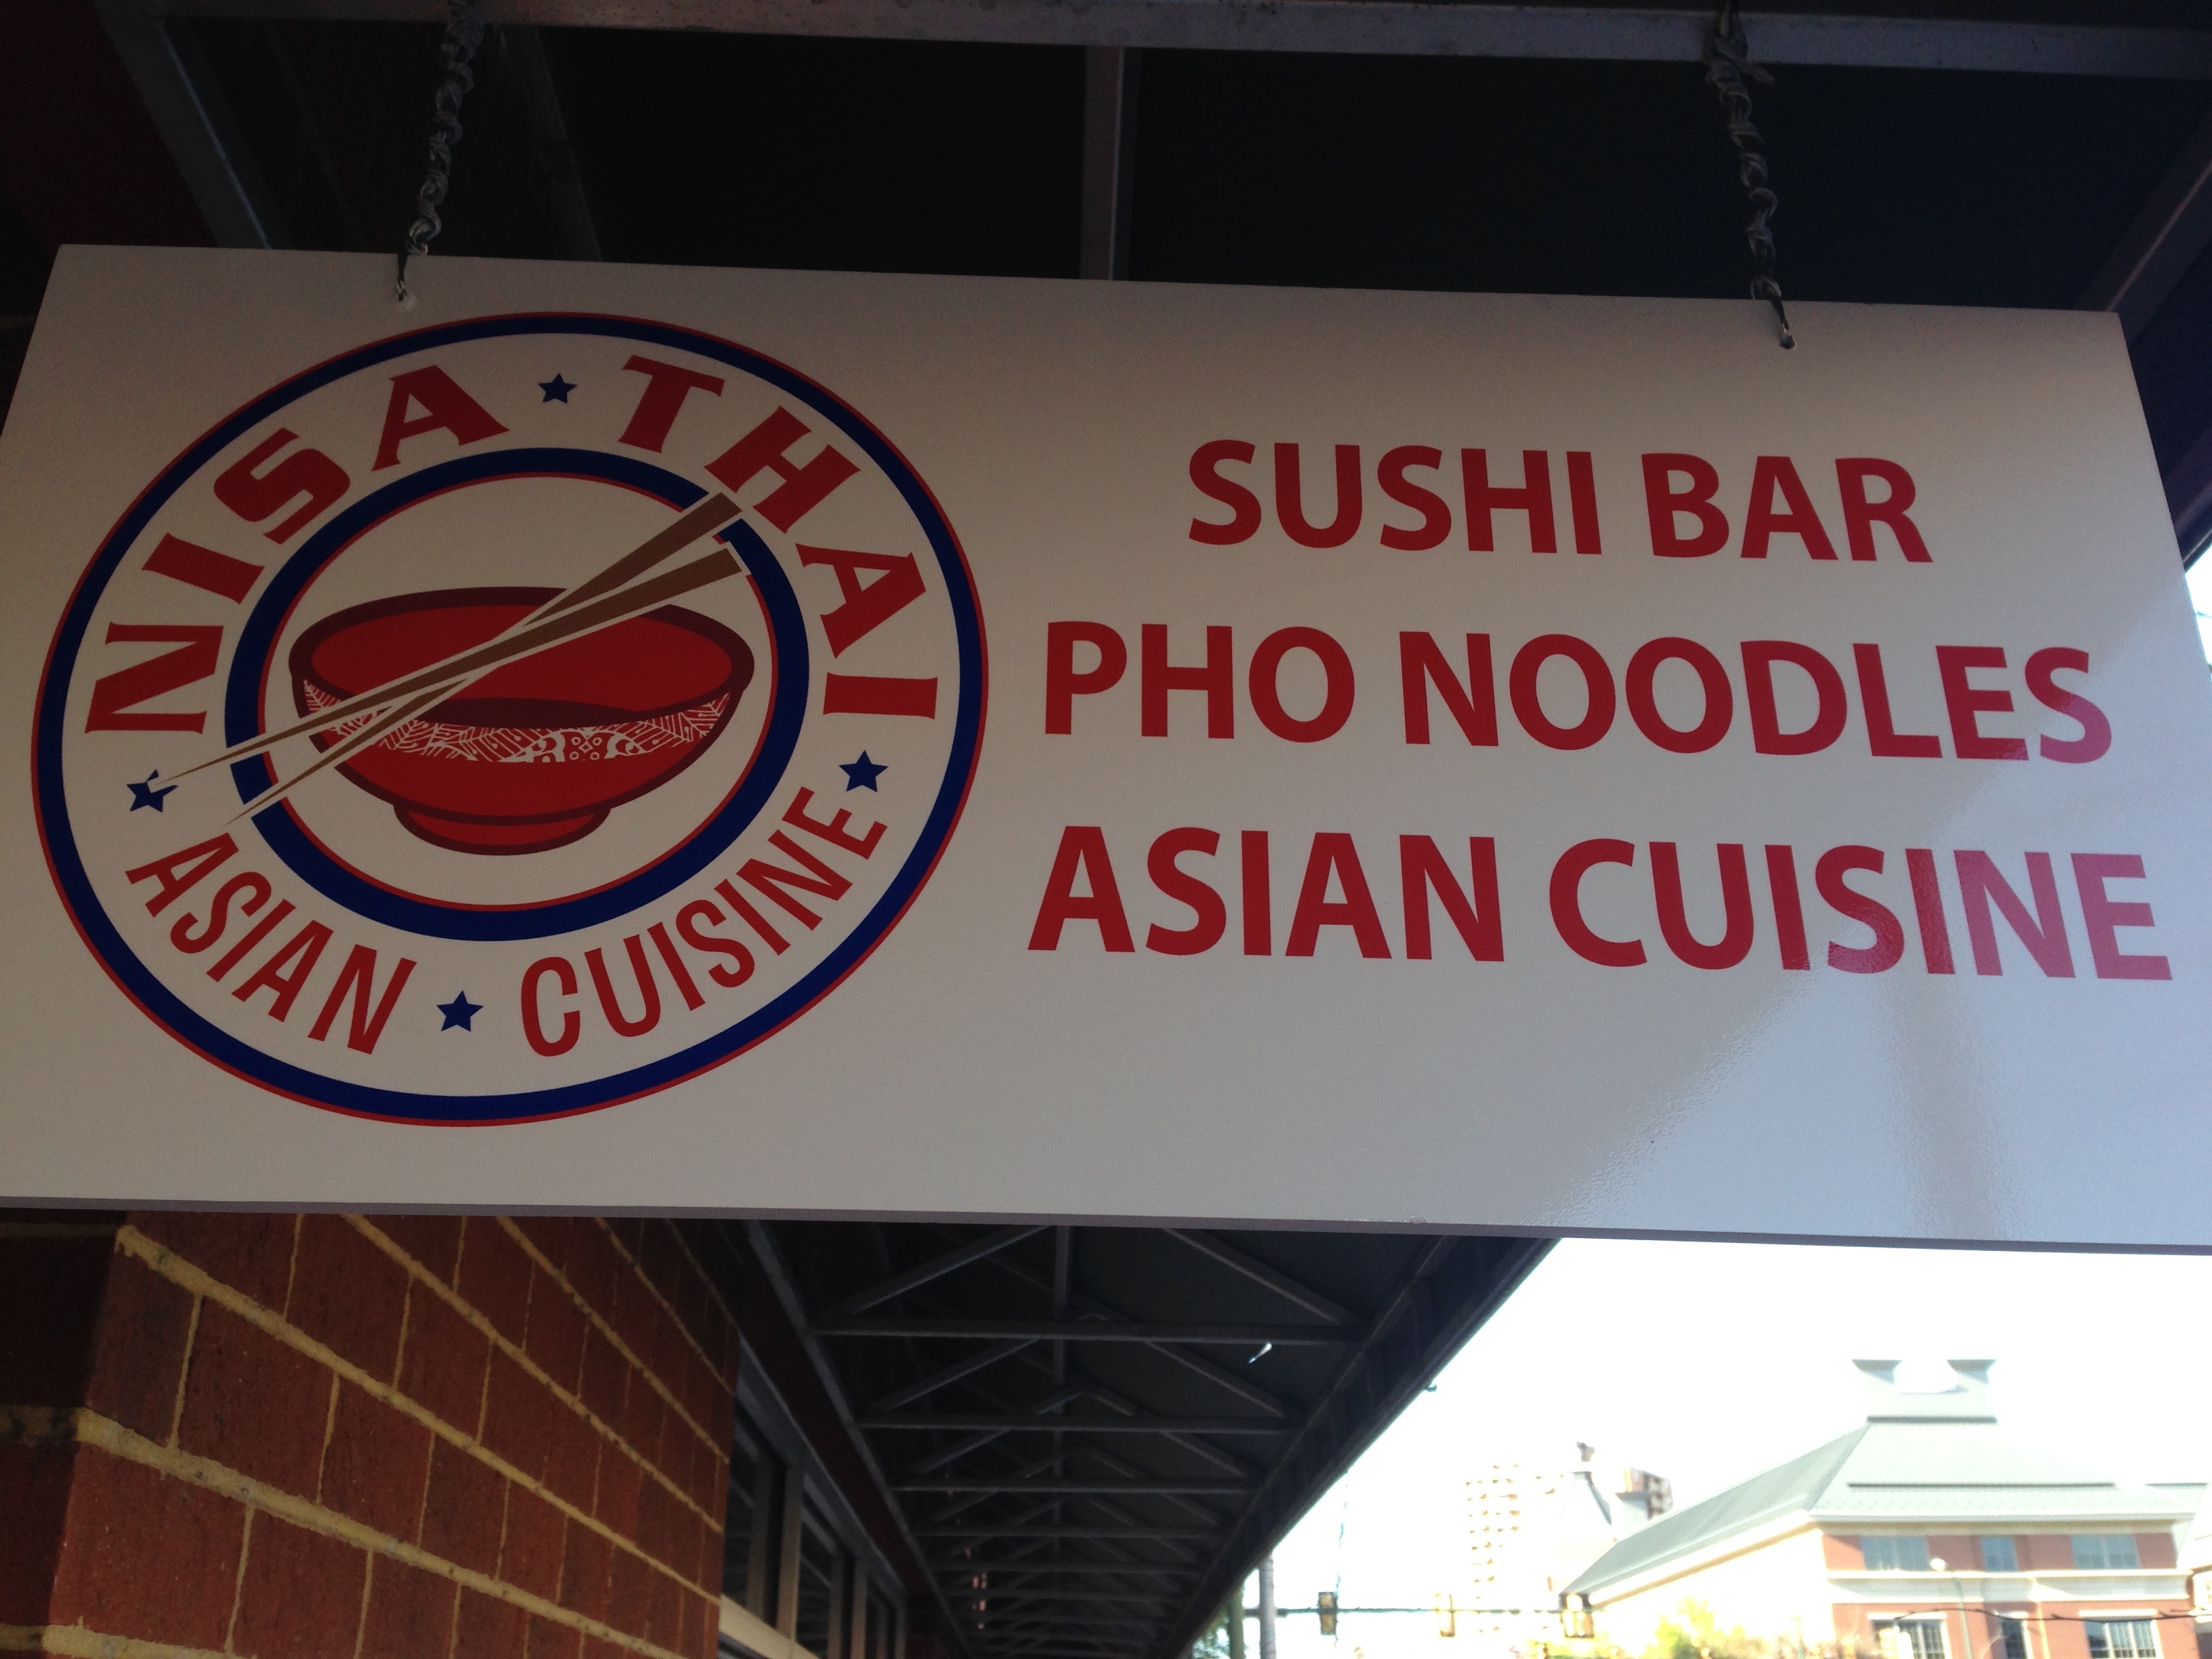 NISA THAI
ASIAN CUISINE
SUSHI BAR
PHO NOODLES
ASIAN CUISINE